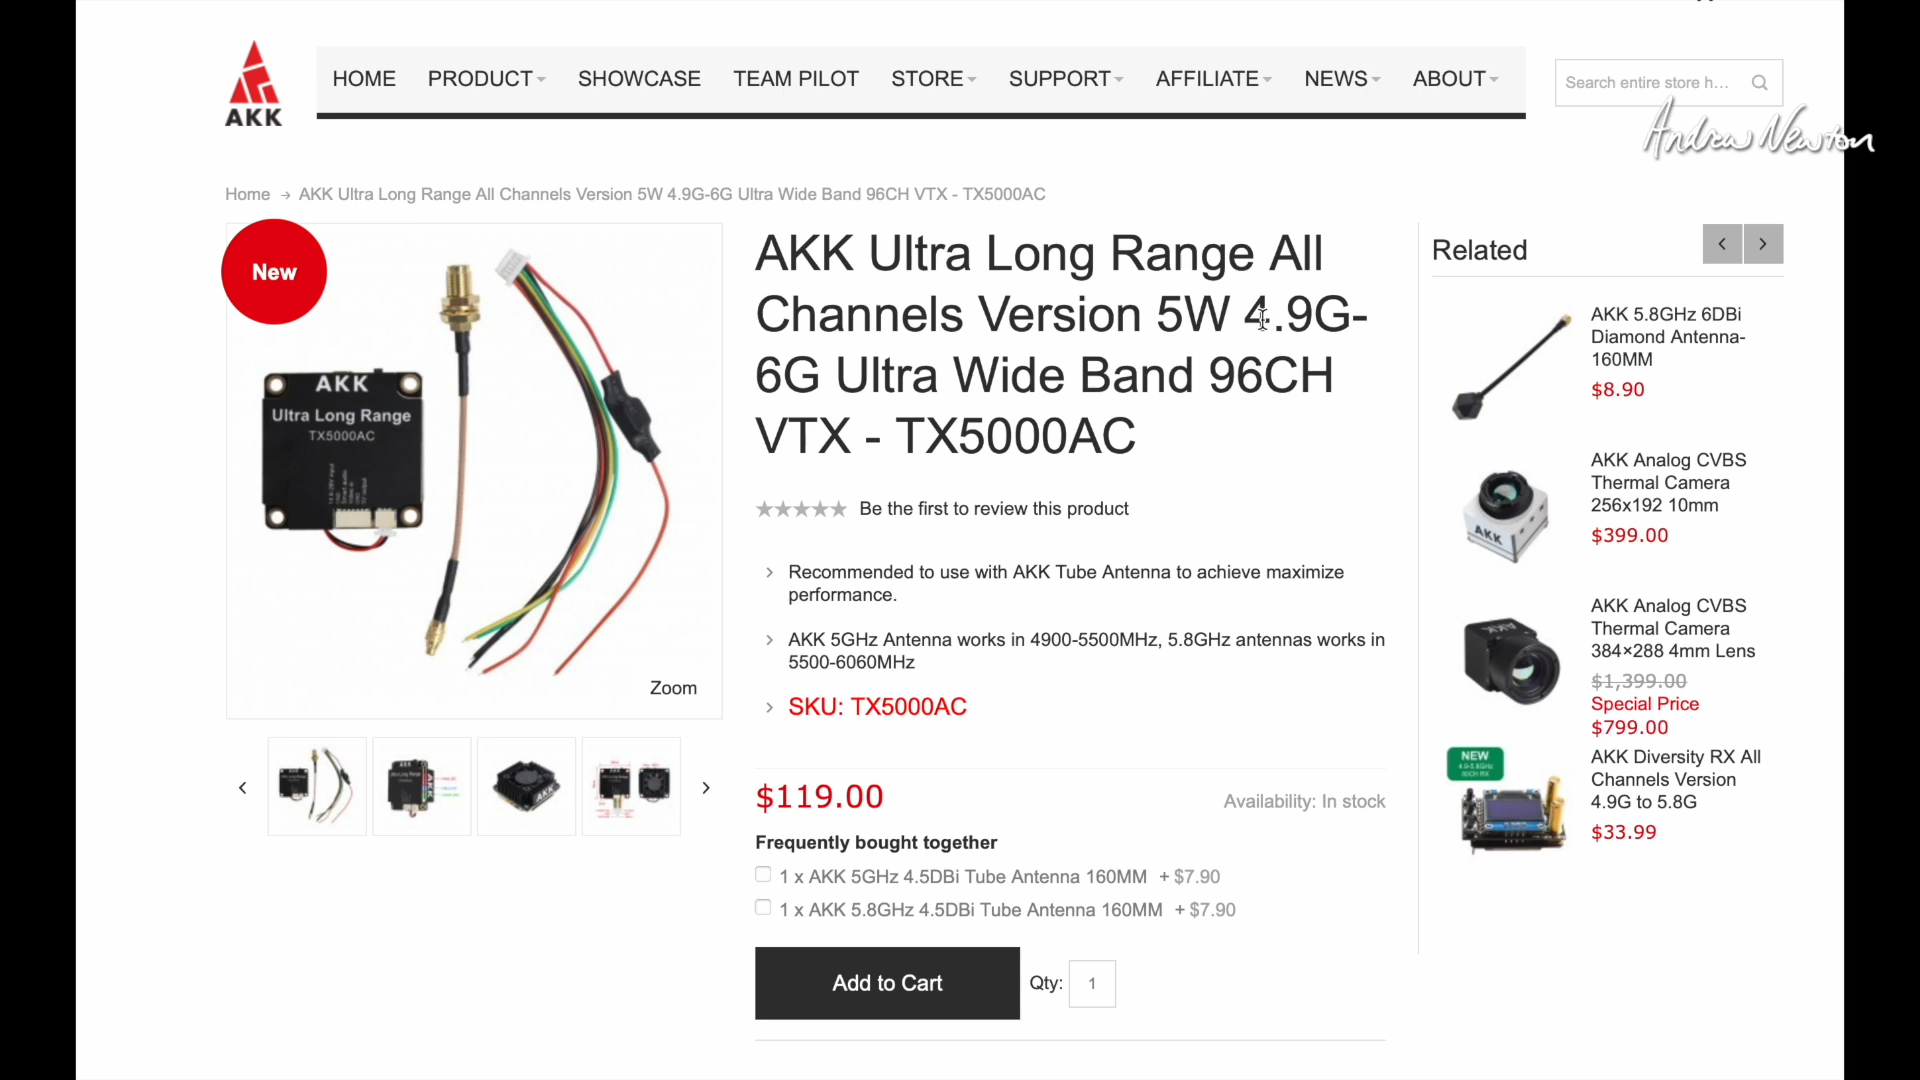 AKK
HOME
PRODUCT
SHOWCASE
TEAM PILOT
STORE
SUPPORT
AFFILIATE
NEWS
ABOUT
Search entire store h...
Andrew Newton
Home → AKK Ultra Long Range All Channels Version 5W 4.9G-6G Ultra Wide Band 96CH VTX - TX5000AC
New
AKK
Ultra Long Range
TX5000AC
Zoom
AKK Ultra Long Range All
Channels Version 5W 4.9G-
6G Ultra Wide Band 96CH
VTX - TX5000AC
Be the first to review this product
Recommended to use with AKK Tube Antenna to achieve maximize
performance.
AKK 5GHz Antenna works in 4900-5500MHz, 5.8GHz antennas works in
5500-6060MHz
SKU: TX5000AC
$119.00
Availability: In stock
Frequently bought together
1 x AKK 5GHz 4.5DBi Tube Antenna 160MM + $7.90
1 x AKK 5.8GHz 4.5DBi Tube Antenna 160MM + $7.90
Add to Cart
Qty: 1
Related
AKK 5.8GHz 6DBi
Diamond Antenna-
160MM
$8.90
AKK
AKK Analog CVBS
Thermal Camera
256x192 10mm
$399.00
AKK
AKK Analog CVBS
Thermal Camera
384×288 4mm Lens
$1,399.00
Special Price
$799.00
NEW
AKK Diversity RX All
Channels Version
4.9G to 5.8G
$33.99